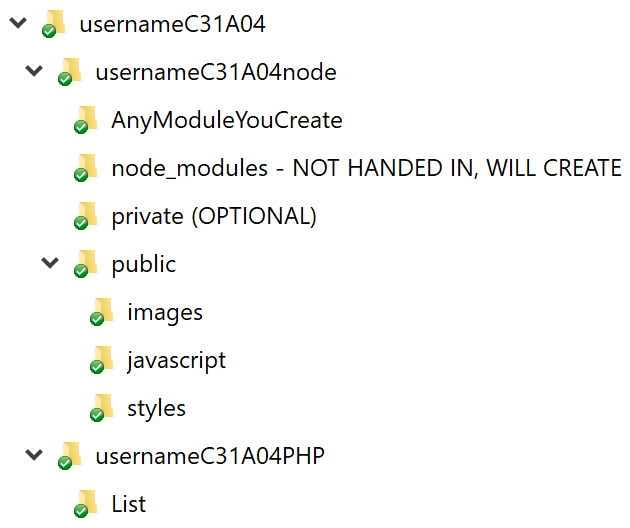 usernameC31A04
usernameC31A04node
AnyModuleYouCreate
node_modules - NOT HANDED IN, WILL CREATE
private (OPTIONAL)
public
images
javascript
styles
usernameC31A04PHP
List